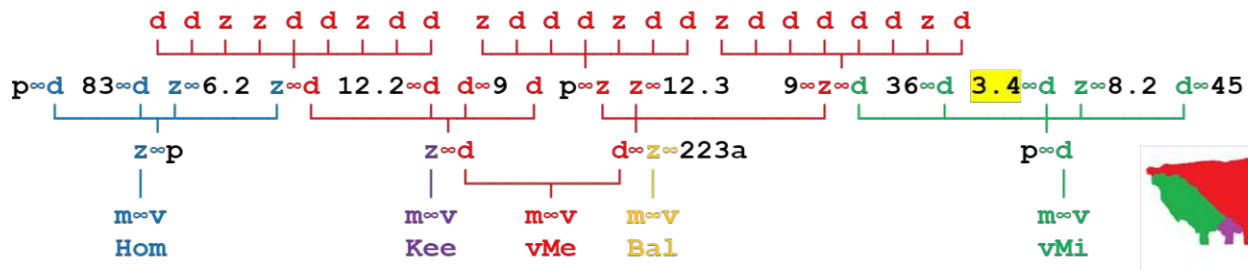 d d z z d d z d d z d d d z d d z d d d d d z d
p∞d 83∞d z∞6.2 z∞d 12.2∞d d∞9 d p∞z z∞12.3 9∞z∞d 36∞d 3.4∞d z∞8.2 d∞45
z∞p z∞d d∞z∞223a p∞d
m∞v m∞v m∞v m∞v m∞v
Hom Kee vMe Bal vMi